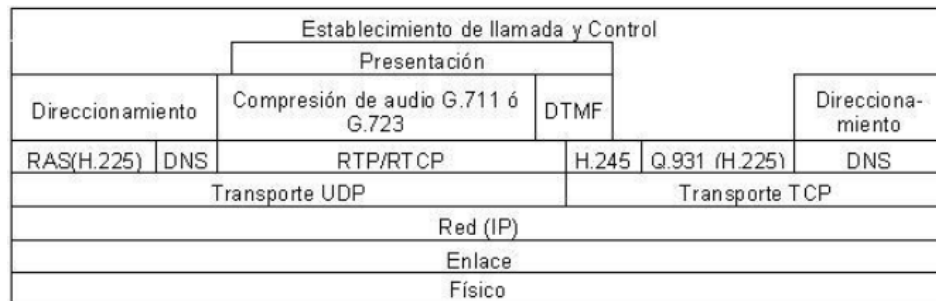 Establecimiento de llamada y Control
Presentación
Direccionamiento
Compresión de audio G.711 ó
G.723
DTMF
Direcciona-
miento
RAS(H.225)
DNS
RTP/RTCP
H.245
Q.931 (H.225)
DNS
Transporte UDP
Transporte TCP
Red (IP)
Enlace
Físico